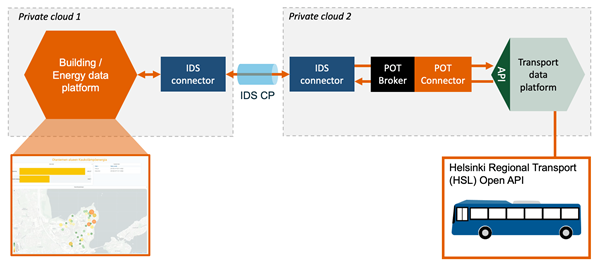 Private cloud 1
Private cloud 2
Building /
Energy data
platform
IDS
connector
IDS CP
IDS
connector
POT
Broker
POT
Connector
API
Transport
data
platform
Helsinki Regional Transport
(HSL) Open API